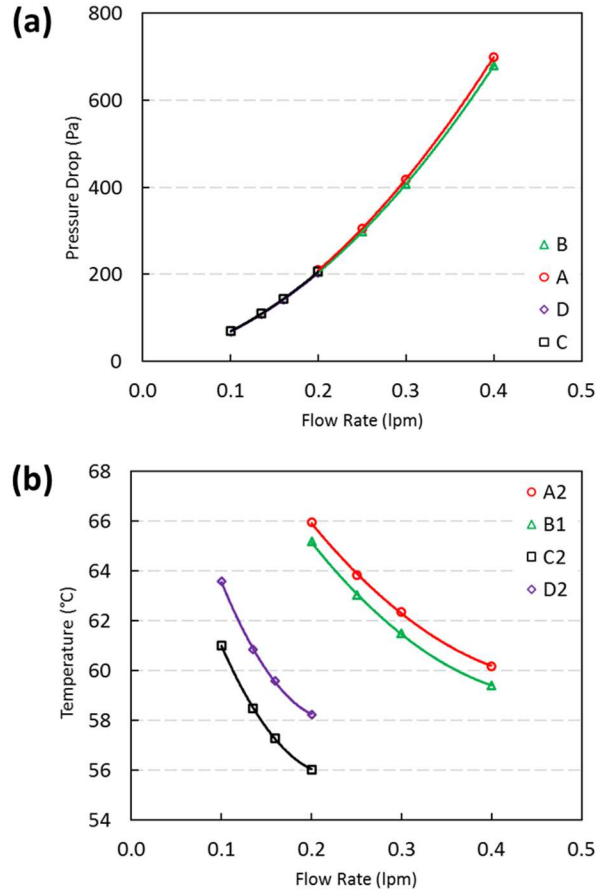 (a)
800
600
400
200
0
Pressure Drop (Pa)
B
A
D
C
0.0 0.1 0.2 0.3 0.4 0.5
Flow Rate (lpm)
(b)
68
66
64
62
60
58
56
54
Temperature (°C)
A2
B1
C2
D2
0.0 0.1 0.2 0.3 0.4 0.5
Flow Rate (lpm)